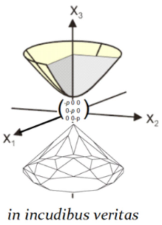 X₃
X₂
X₁
in incudibus veritas